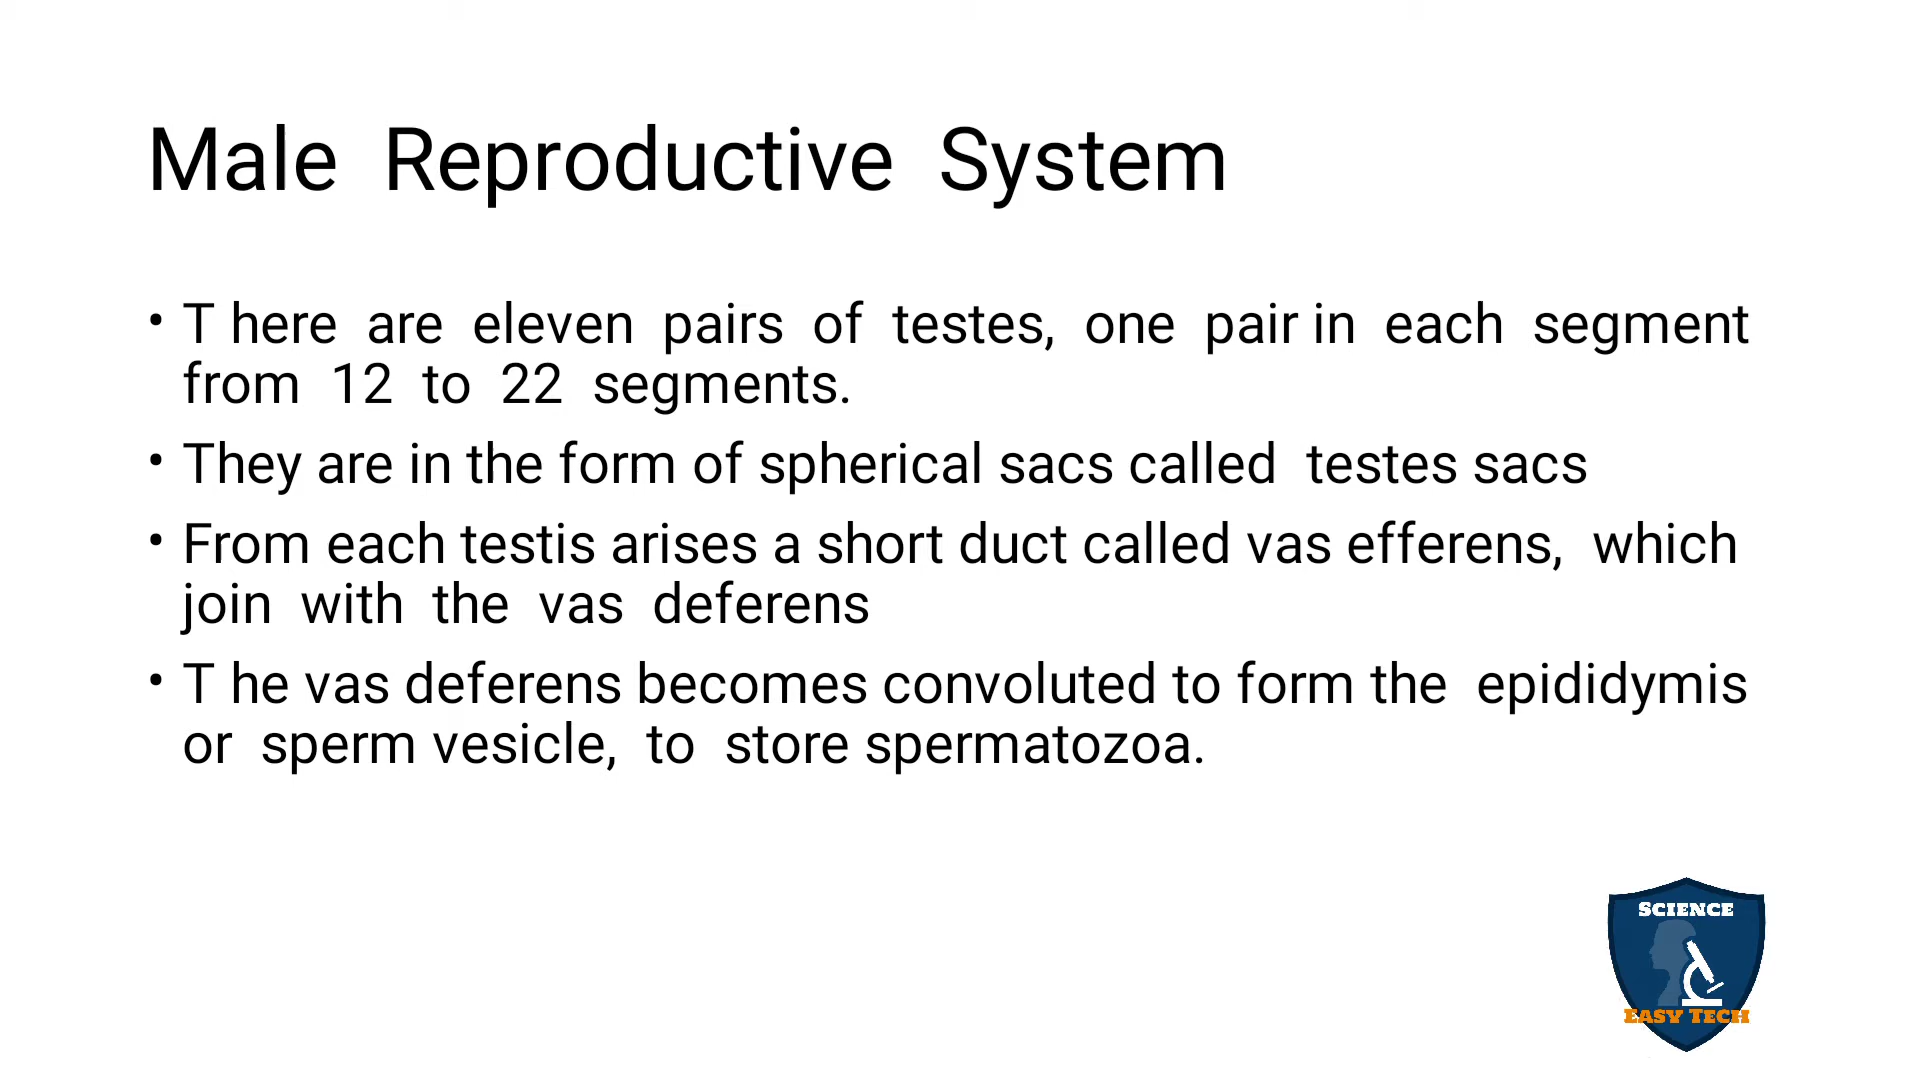 Male Reproductive System
• T here are eleven pairs of testes, one pair in each segment
from 12 to 22 segments.
• They are in the form of spherical sacs called testes sacs
• From each testis arises a short duct called vas efferens, which
join with the vas deferens
• T he vas deferens becomes convoluted to form the epididymis
or sperm vesicle, to store spermatozoa.
SCIENCE
EASY TECH